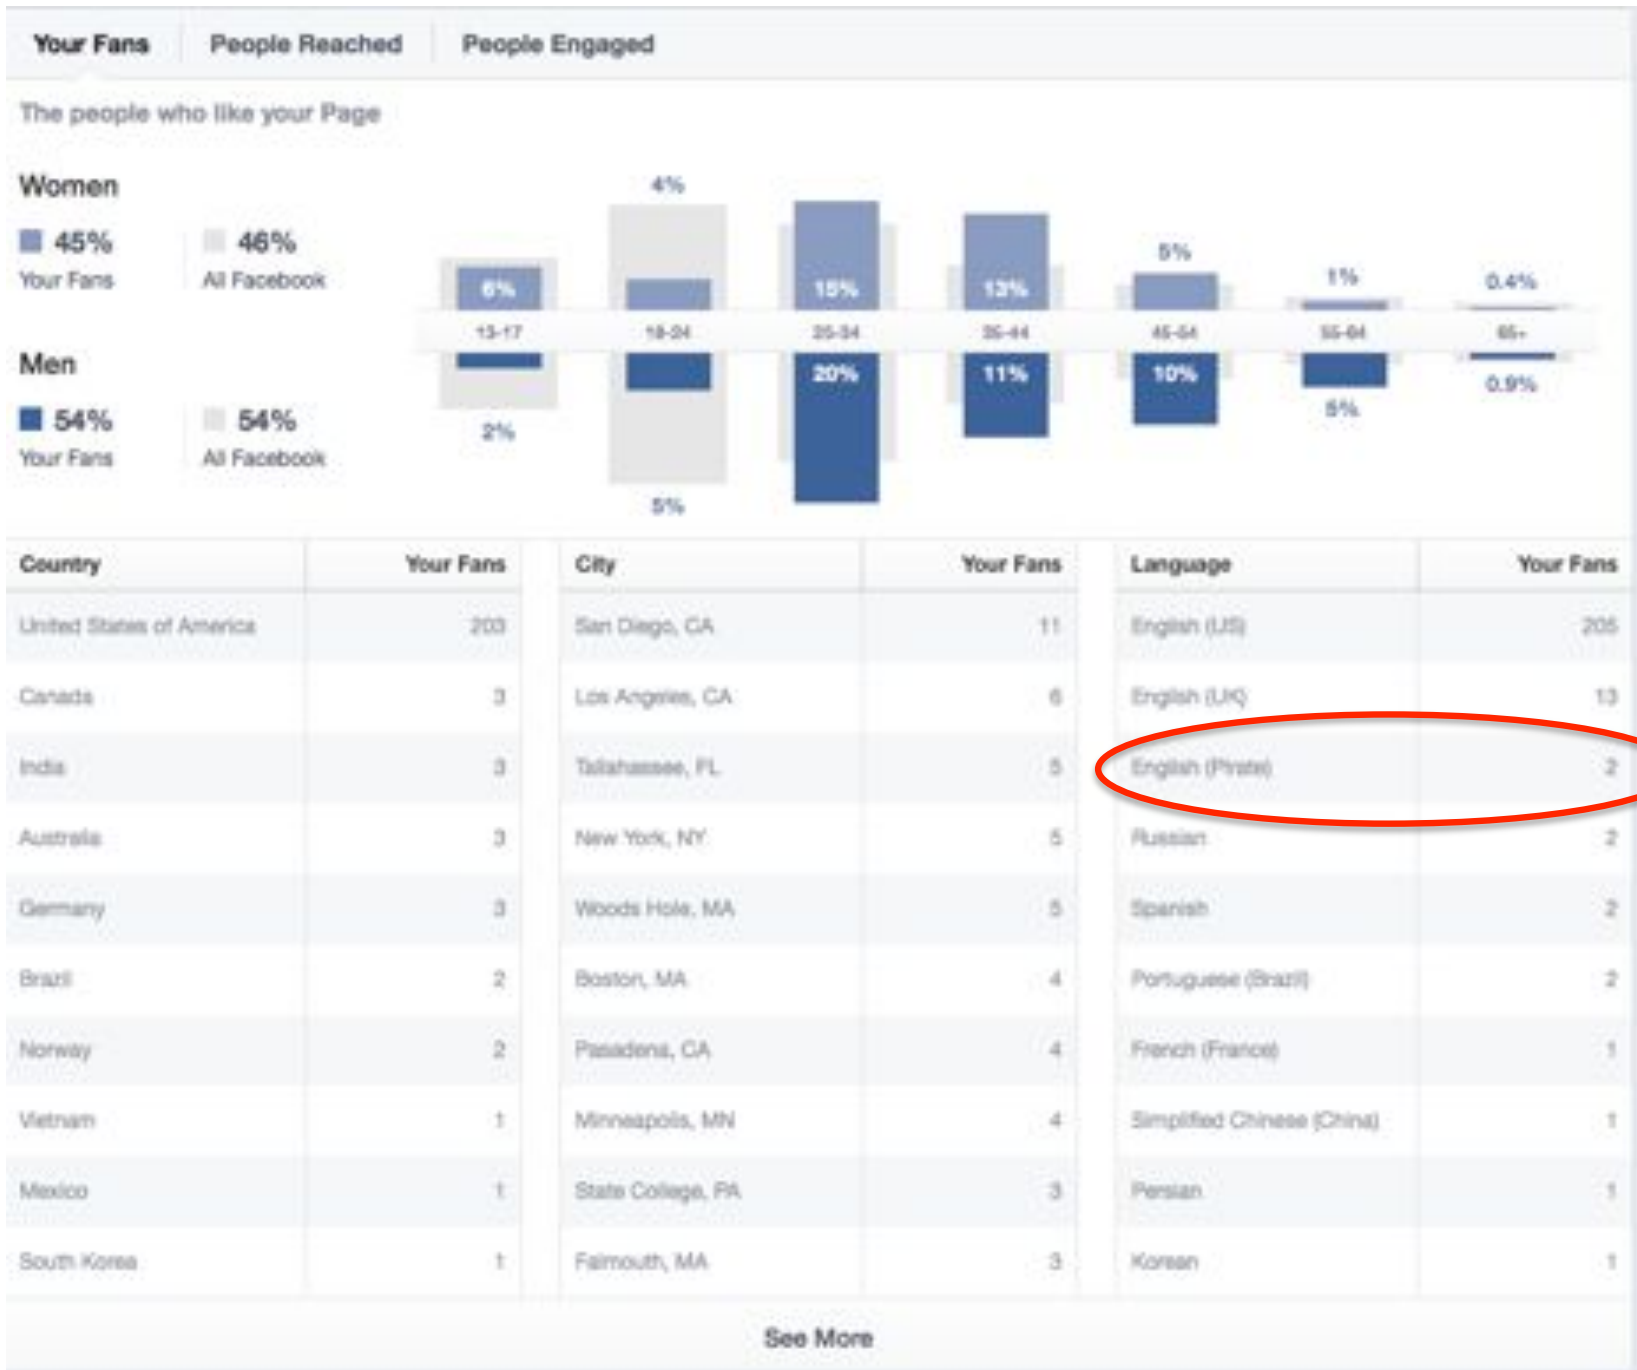 Your Fans People Reached People Engaged
The people who like your Page
Women
45% 46%
Your Fans All Facebook
Men
54% 54%
Your Fans All Facebook
6% 4% 15% 13% 5% 1% 0.4%
13-17 18-24 25-34 35-44 45-54 55-64 65+
2% 5% 20% 11% 10% 5% 0.9%
Country Your Fans City Your Fans Language Your Fans
United States of America 203 San Diego, CA 11 English (US) 205
Canada 3 Los Angeles, CA 6 English (UK) 13
India 3 Tallahassee, FL 5 English (Pirate) 2
Australia 3 New York, NY 5 Russian 2
Germany 3 Woods Hole, MA 5 Spanish 2
Brazil 2 Boston, MA 4 Portuguese (Brazil) 2
Norway 2 Pasadena, CA 4 French (France) 1
Vietnam 1 Minneapolis, MN 4 Simplified Chinese (China) 1
Mexico 1 State College, PA 3 Persian 1
South Korea 1 Falmouth, MA 3 Korean 1
See More